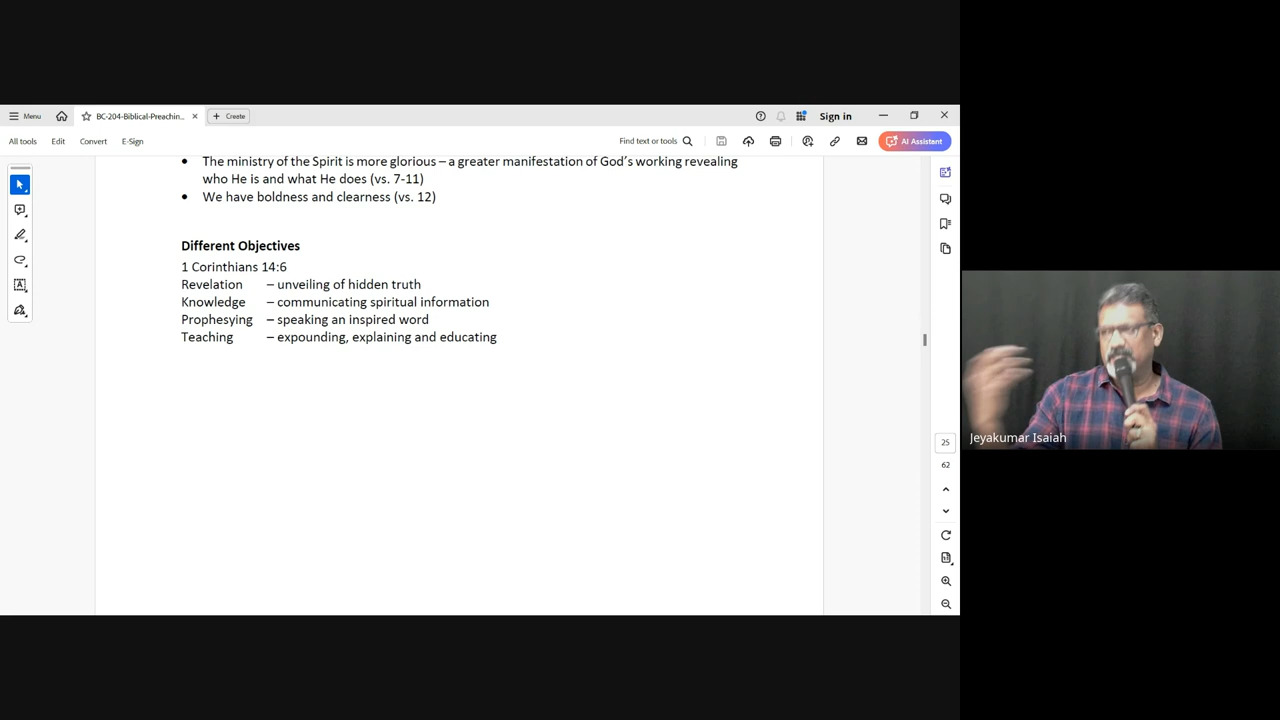 Menu
BC-204-Biblical-Preachin...
Create
Sign in
All tools
Edit
Convert
E-Sign
Find text or tools
AI Assistant
• The ministry of the Spirit is more glorious – a greater manifestation of God's working revealing
who He is and what He does (vs. 7-11)
• We have boldness and clearness (vs. 12)
Different Objectives
1 Corinthians 14:6
Revelation – unveiling of hidden truth
Knowledge – communicating spiritual information
Prophesying – speaking an inspired word
Teaching – expounding, explaining and educating
25
62
Jeyakumar Isaiah